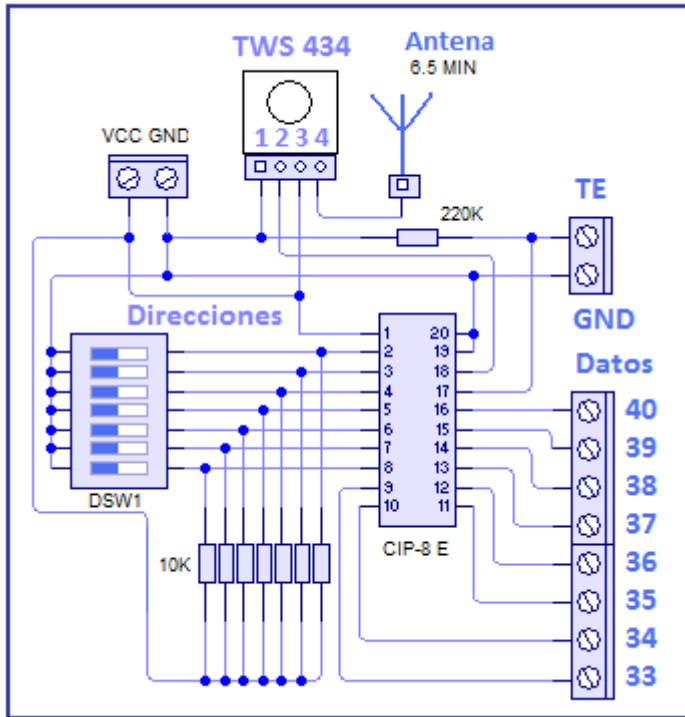 TWS 434
Antena
6.5 MIN
1 2 3 4
VCC GND
TE
220K
GND
Direcciones
Datos
1 20
2 19
3 18
4 17
5 16
6 15
7 14
8 13
9 12
10 11
40
39
38
37
36
35
34
33
DSW1
CIP-8 E
10K